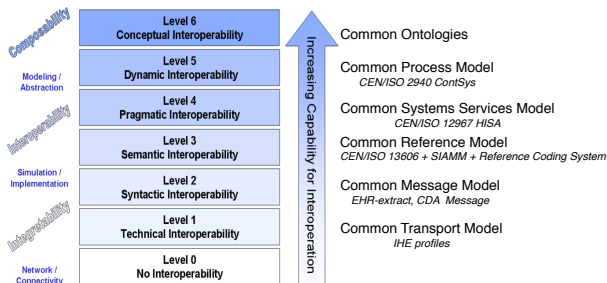 Composability
Modeling /
Abstraction
Interoperability
Simulation /
Implementation
Integretability
Network /
Connectivity
Level 6
Conceptual Interoperability
Level 5
Dynamic Interoperability
Level 4
Pragmatic Interoperability
Level 3
Semantic Interoperability
Level 2
Syntactic Interoperability
Level 1
Technical Interoperability
Level 0
No Interoperability
Increasing Capability for Interoperation
Common Ontologies
Common Process Model
CEN/ISO 2940 ContSys
Common Systems Services Model
CEN/ISO 12967 HISA
Common Reference Model
CEN/ISO 13606 + SIAMM + Reference Coding System
Common Message Model
EHR-extract, CDA Message
Common Transport Model
IHE profiles